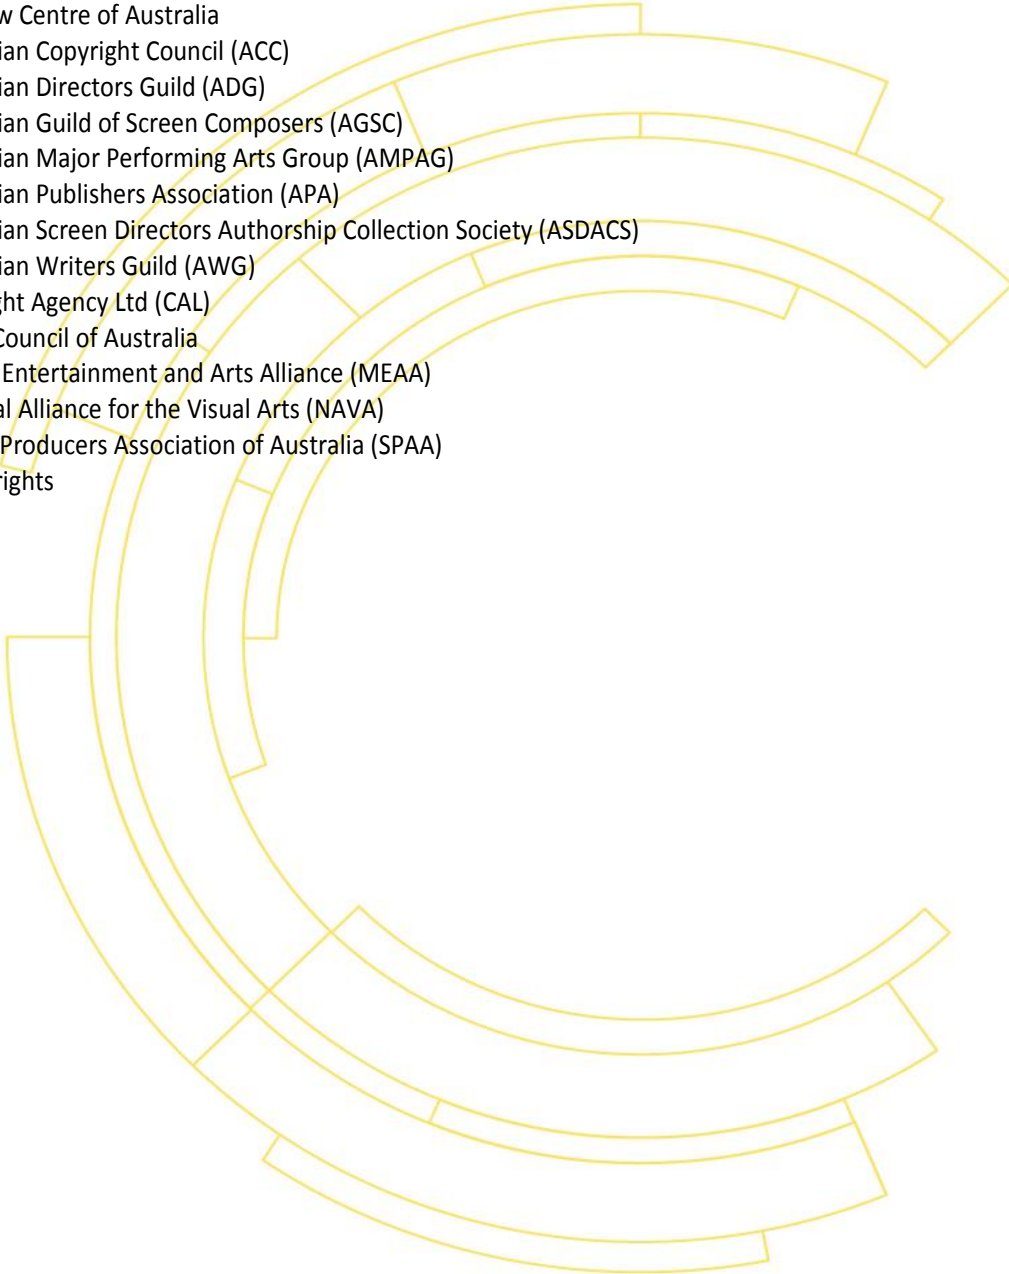 w Centre of Australia
ian Copyright Council (ACC)
ian Directors Guild (ADG)
ian Guild of Screen Composers (AGSC)
ian Major Performing Arts Group (AMPAG)
ian Publishers Association (APA)
ian Screen Directors Authorship Collection Society (ASDACS)
ian Writers Guild (AWG)
ght Agency Ltd (CAL)
Council of Australia
Entertainment and Arts Alliance (MEAA)
al Alliance for the Visual Arts (NAVA)
Producers Association of Australia (SPAA)
rights